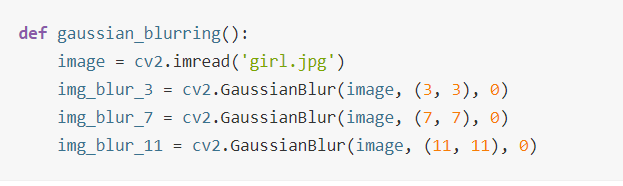 def gaussian_blurring():
    image = cv2.imread('girl.jpg')
    img_blur_3 = cv2.GaussianBlur(image, (3, 3), 0)
    img_blur_7 = cv2.GaussianBlur(image, (7, 7), 0)
    img_blur_11 = cv2.GaussianBlur(image, (11, 11), 0)